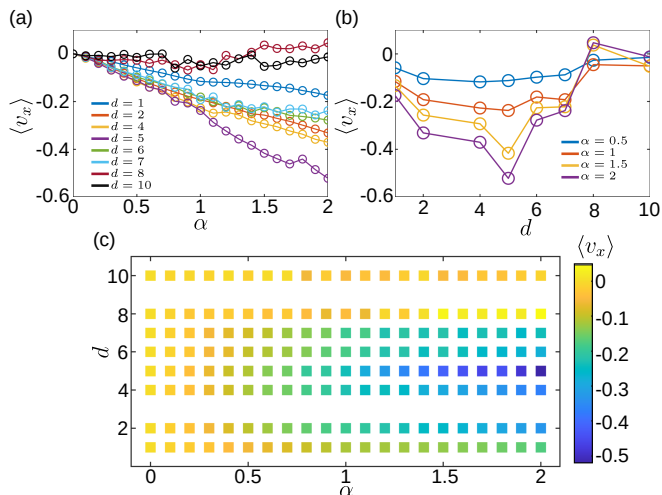 (a)
0
-0.2
-0.4
-0.6
⟨v_x⟩
d = 1
d = 2
d = 4
d = 5
d = 6
d = 7
d = 8
d = 10
0 0.5 1 1.5 2
α
(b)
0
-0.2
-0.4
-0.6
⟨v_x⟩
α = 0.5
α = 1
α = 1.5
α = 2
2 4 6 8 10
d
(c)
10
8
6
4
2
d
0 0.5 1 1.5 2
α
⟨v_x⟩
0
-0.1
-0.2
-0.3
-0.4
-0.5